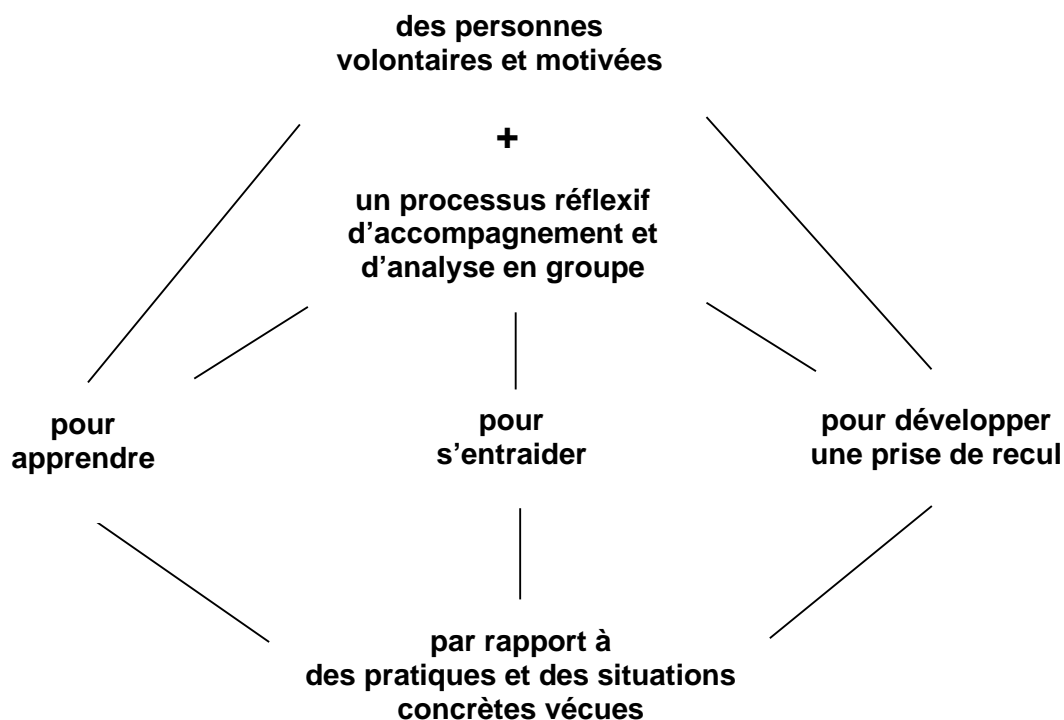 des personnes
volontaires et motivées
+
un processus réflexif
d’accompagnement et
d’analyse en groupe
pour
apprendre
pour
s’entraider
pour développer
une prise de recul
par rapport à
des pratiques et des situations
concrètes vécues